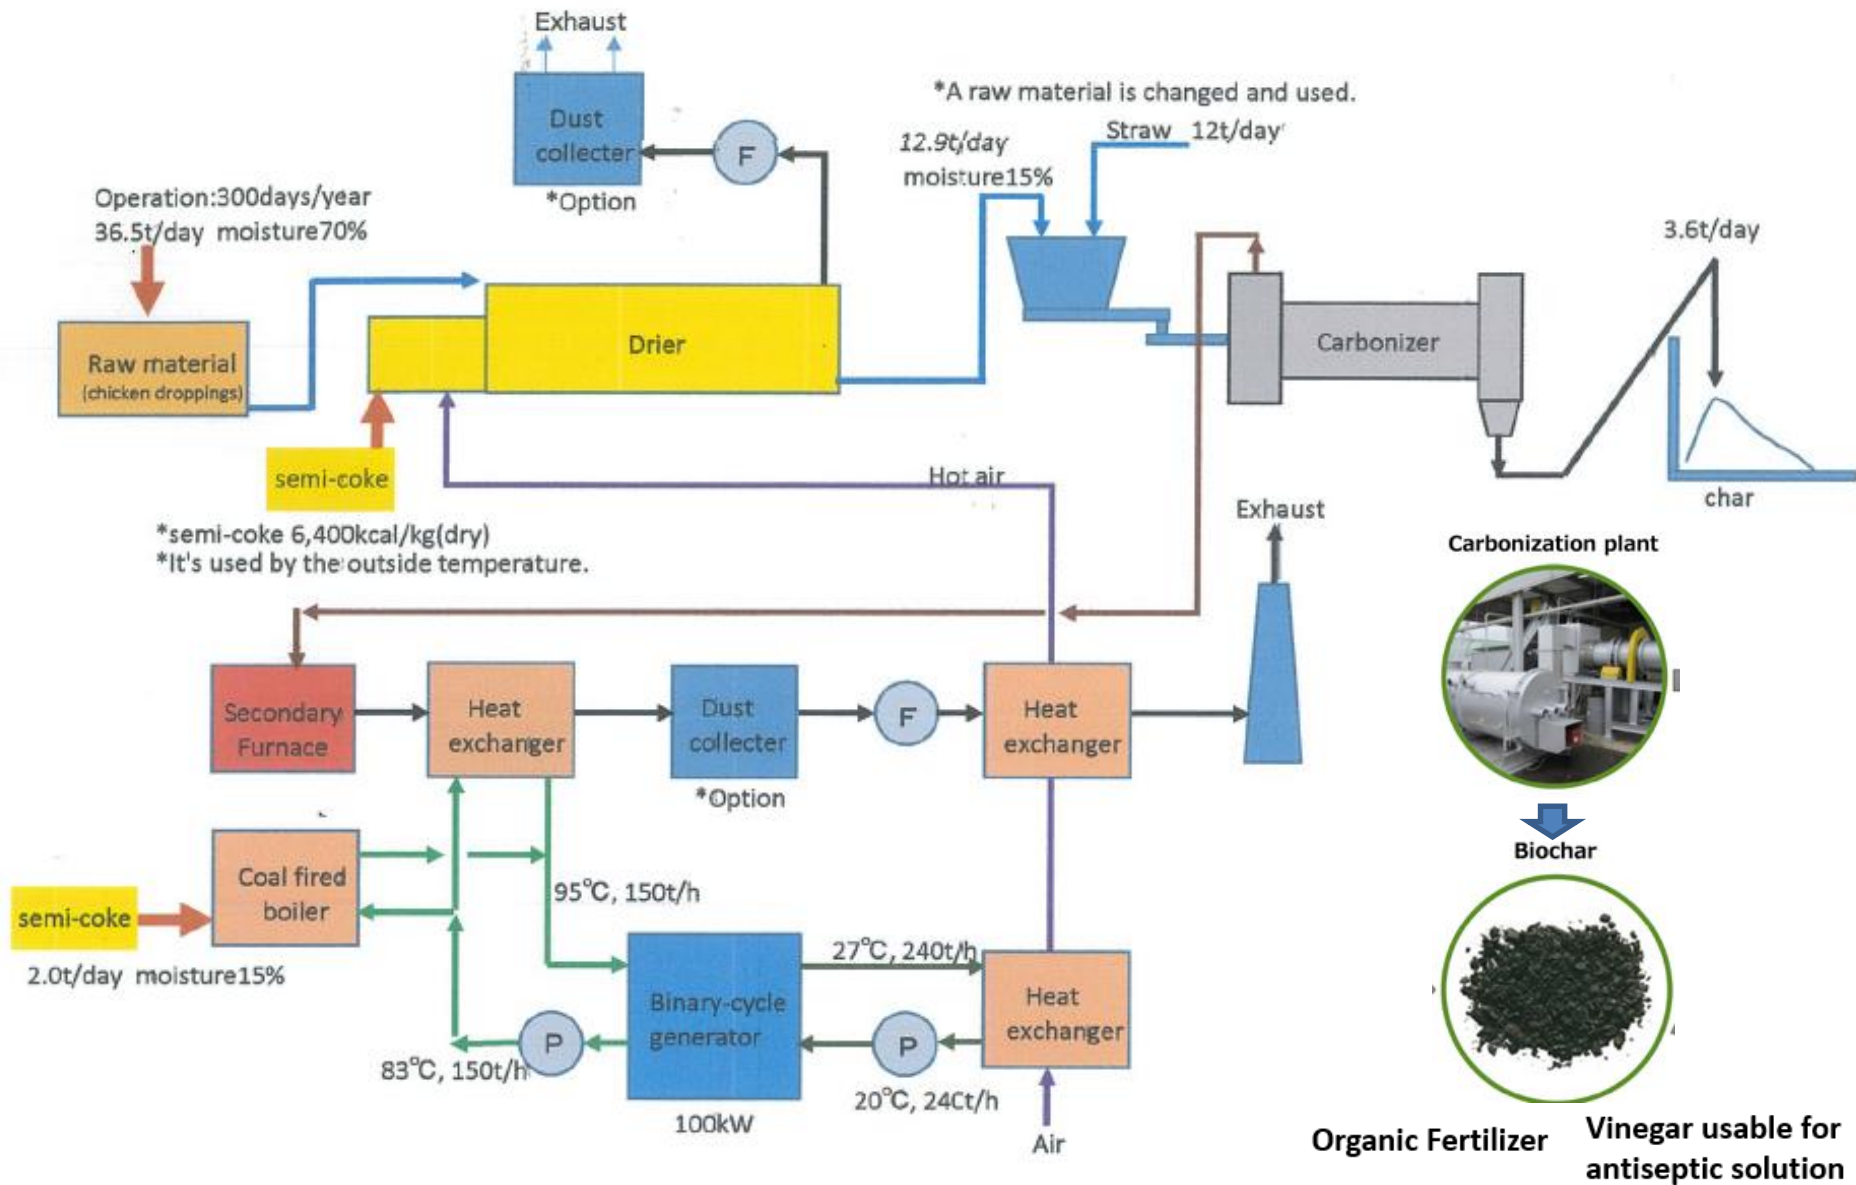 Exhaust
Dust
collecter
F
*Option
*A raw material is changed and used.
12.9t/day
moisture15%
Straw 12t/day
Operation:300days/year
36.5t/day moisture70%
3.6t/day
Raw material
(chicken droppings)
Drier
Carbonizer
semi-coke
Hot air
char
*semi-coke 6,400kcal/kg(dry)
*It's used by the outside temperature.
Exhaust
Carbonization plant
Secondary
Furnace
Heat
exchanger
Dust
collecter
*Option
F
Heat
exchanger
Biochar
Coal fired
boiler
semi-coke
2.0t/day moisture15%
95℃, 150t/h
27℃, 240t/h
Binary-cycle
generator
Heat
exchanger
P
P
83℃, 150t/h
20℃, 24Ct/h
100kW
Air
Organic Fertilizer
Vinegar usable for
antiseptic solution